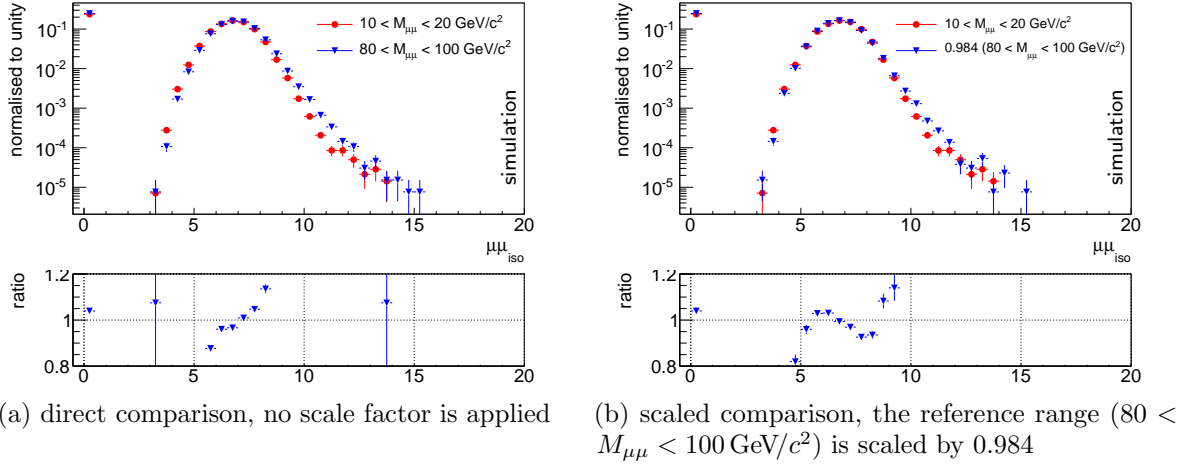 normalised to unity
10⁻¹
10⁻²
10⁻³
10⁻⁴
10⁻⁵
10 < M_μμ < 20 GeV/c²
80 < M_μμ < 100 GeV/c²
simulation
0 5 10 15 20
μμ_iso
ratio
1.2
1
0.8
0 5 10 15 20
(a) direct comparison, no scale factor is applied
normalised to unity
10⁻¹
10⁻²
10⁻³
10⁻⁴
10⁻⁵
10 < M_μμ < 20 GeV/c²
0.984 (80 < M_μμ < 100 GeV/c²)
simulation
0 5 10 15 20
μμ_iso
ratio
1.2
1
0.8
0 5 10 15 20
(b) scaled comparison, the reference range (80 <
M_μμ < 100 GeV/c²) is scaled by 0.984